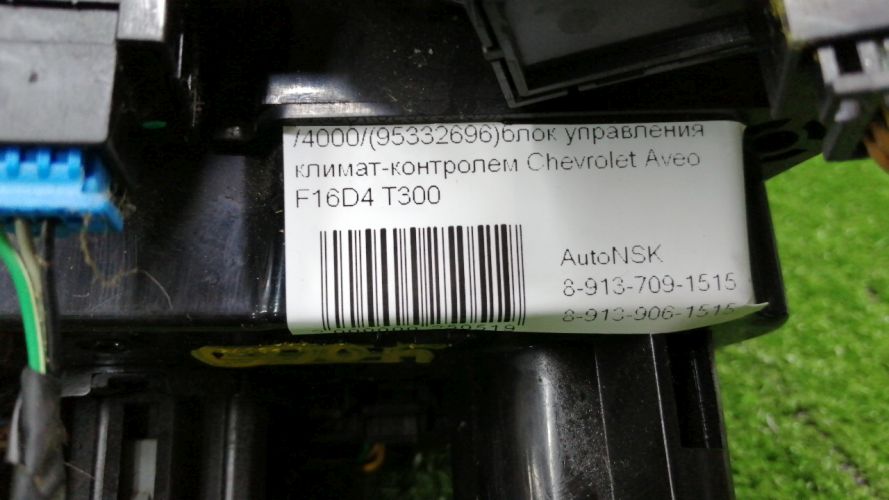 /4000/(95332696)блок управления
климат-контролем Chevrolet Aveo
F16D4 T300
AutoNSK
8-913-709-1515
8-913-906-1515